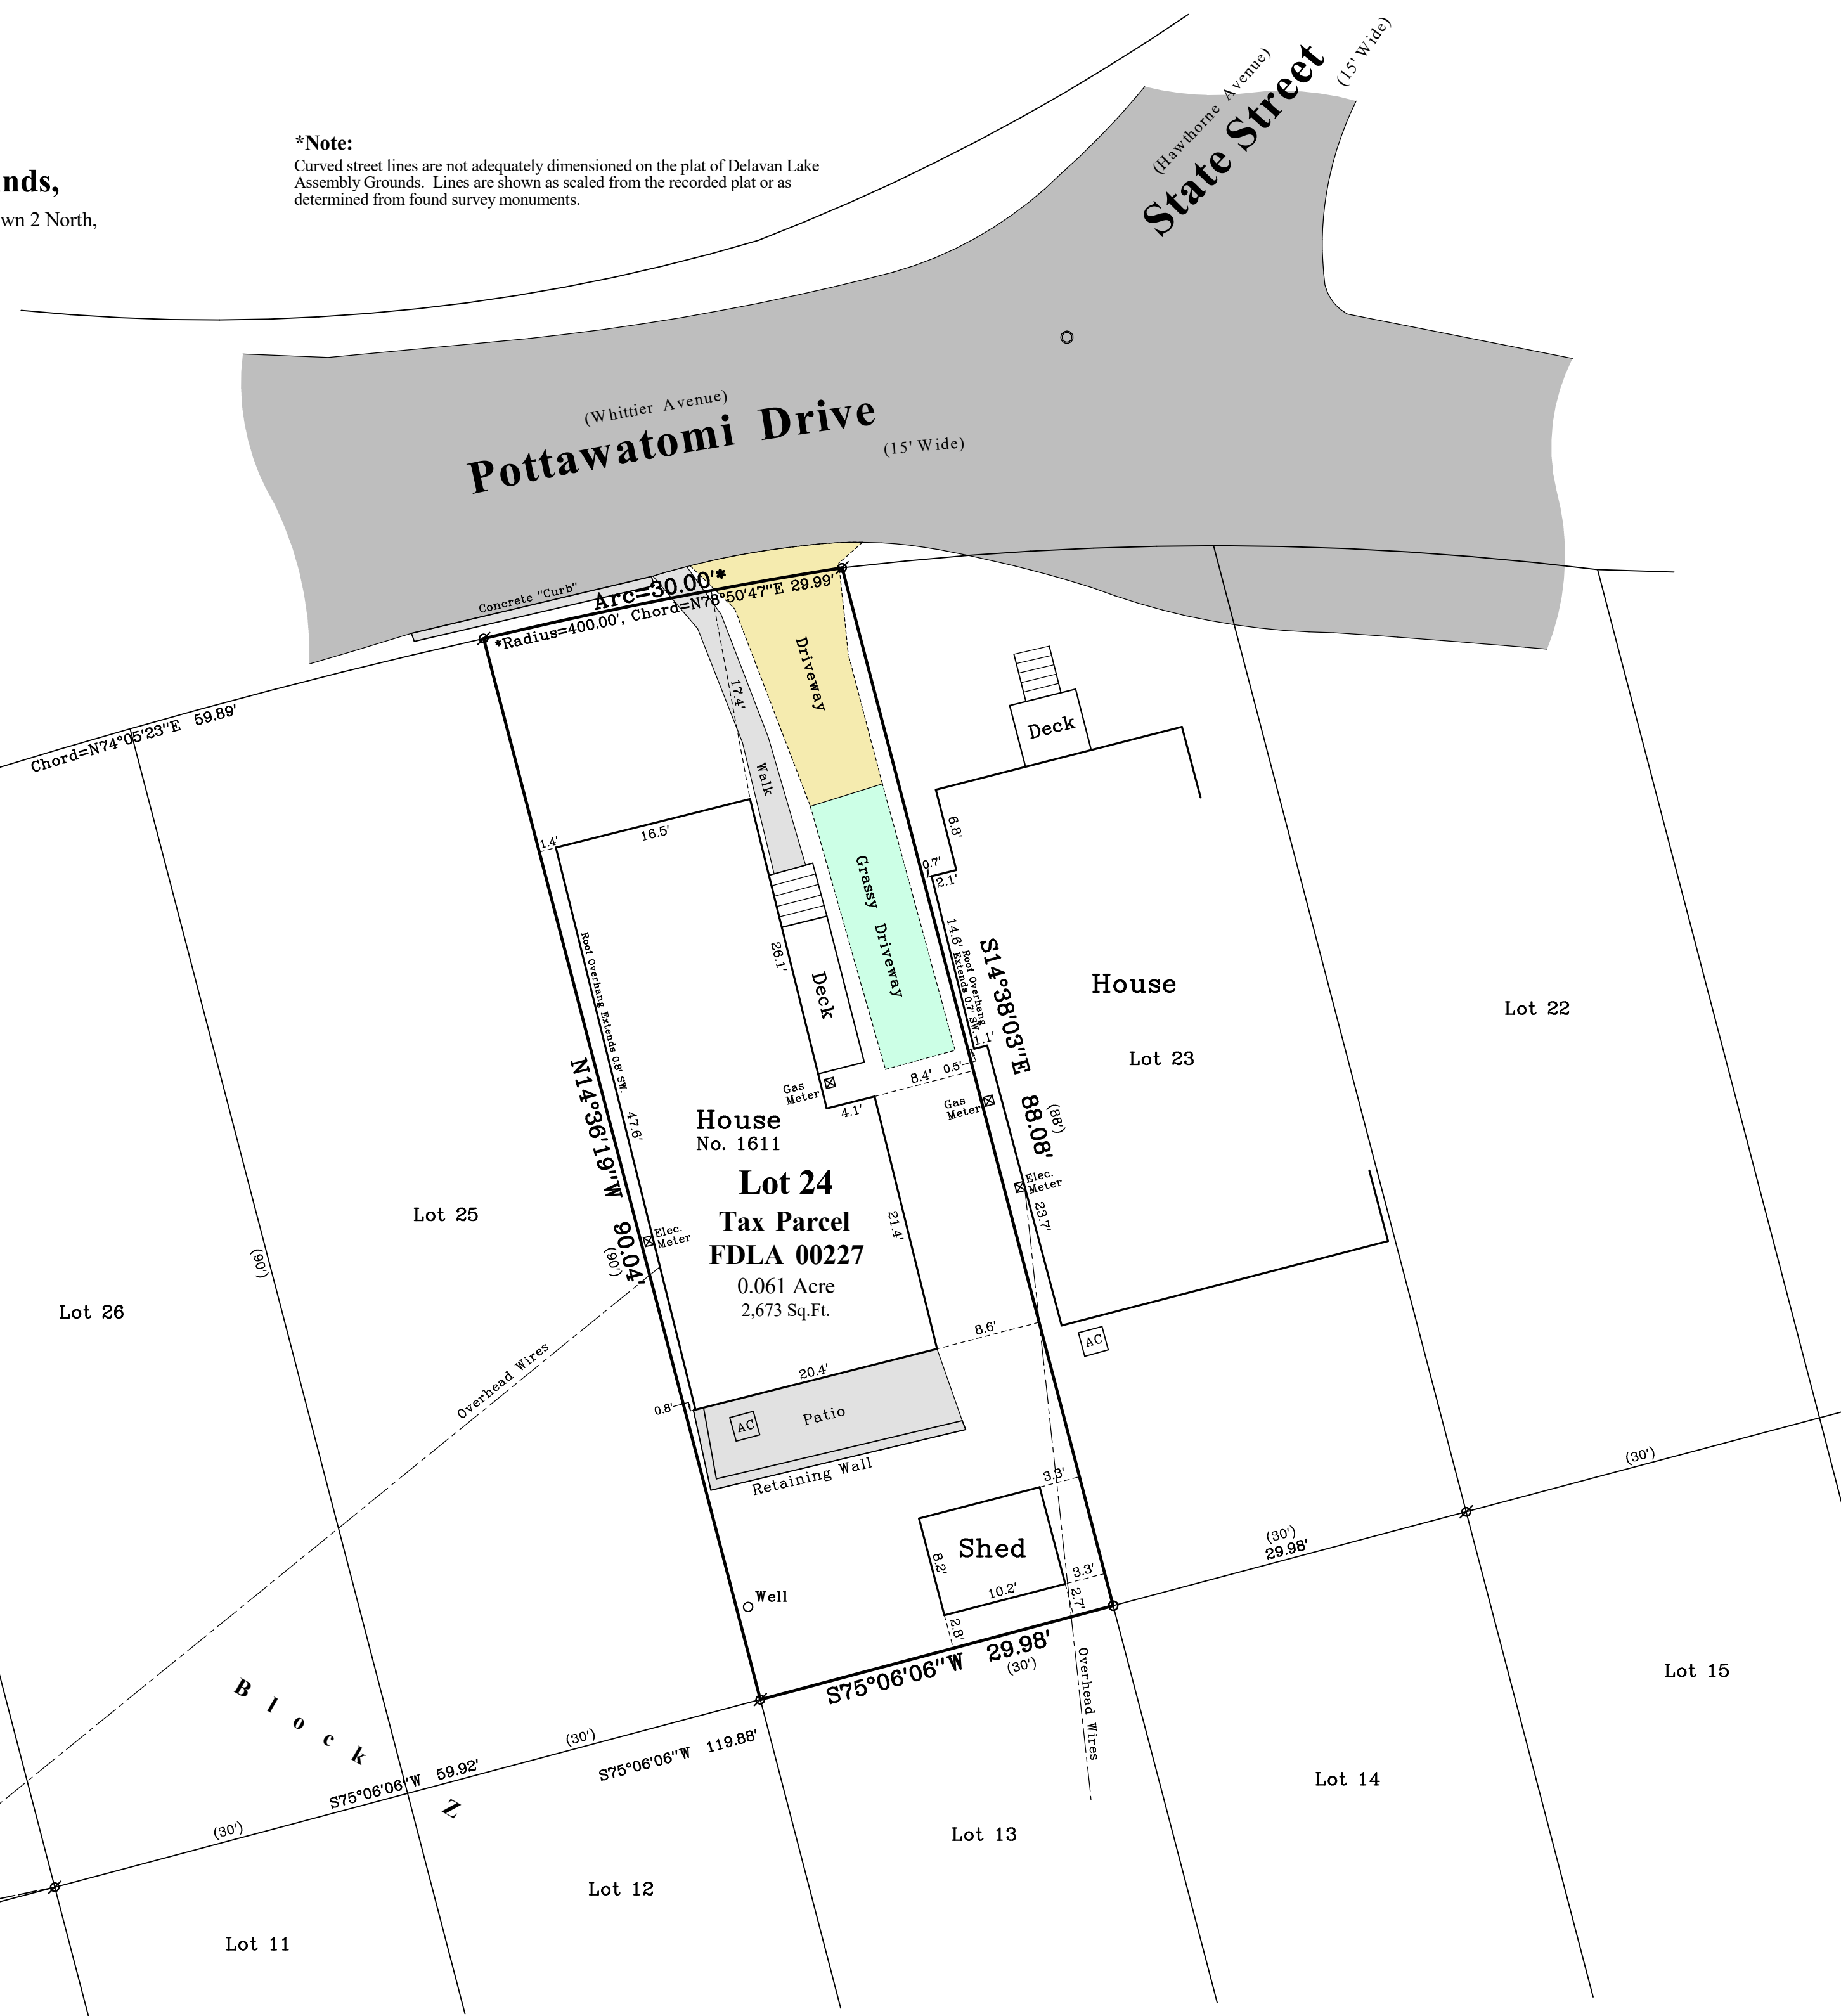 nds,
wn 2 North,
*Note:
Curved street lines are not adequately dimensioned on the plat of Delavan Lake
Assembly Grounds. Lines are shown as scaled from the recorded plat or as
determined from found survey monuments.
(Hawthorne Avenue)
State Street
(15' Wide)
(Whittier Avenue)
Pottawatomi Drive
(15' Wide)
Concrete "Curb"
Arc=30.00'*
*Radius=400.00', Chord=N78°50'47"E 29.99'
Chord=N74°05'23"E 59.89'
Driveway
17.4'
Walk
Deck
6.8'
1.4'
16.5'
0.7'
2.1'
Grassy Driveway
14.6'
Roof Overhang
Extends 0.7' SW.
S14°38'03"E 88.08'
(88')
House
Lot 23
Lot 22
Roof Overhang Extends 0.8' SW.
47.6'
26.1'
Deck
1.1'
0.5'
8.4'
Gas
Meter
4.1'
Gas
Meter
N14°36'19"W 90.04'
(90')
House
No. 1611
Lot 24
Tax Parcel
FDLA 00227
0.061 Acre
2,673 Sq.Ft.
21.4'
Elec.
Meter
23.7'
Elec.
Meter
Lot 25
(90')
Lot 26
Overhead Wires
8.6'
AC
20.4'
0.8'
AC
Patio
Retaining Wall
3.3'
Shed
8.2'
10.2'
3.3'
2.7'
2.8'
Well
(30')
(30')
29.98'
S75°06'06"W 29.98'
(30')
Overhead Wires
Block
Z
(30')
S75°06'06"W 119.88'
S75°06'06"W 59.92'
(30')
Lot 15
Lot 14
Lot 13
Lot 12
Lot 11